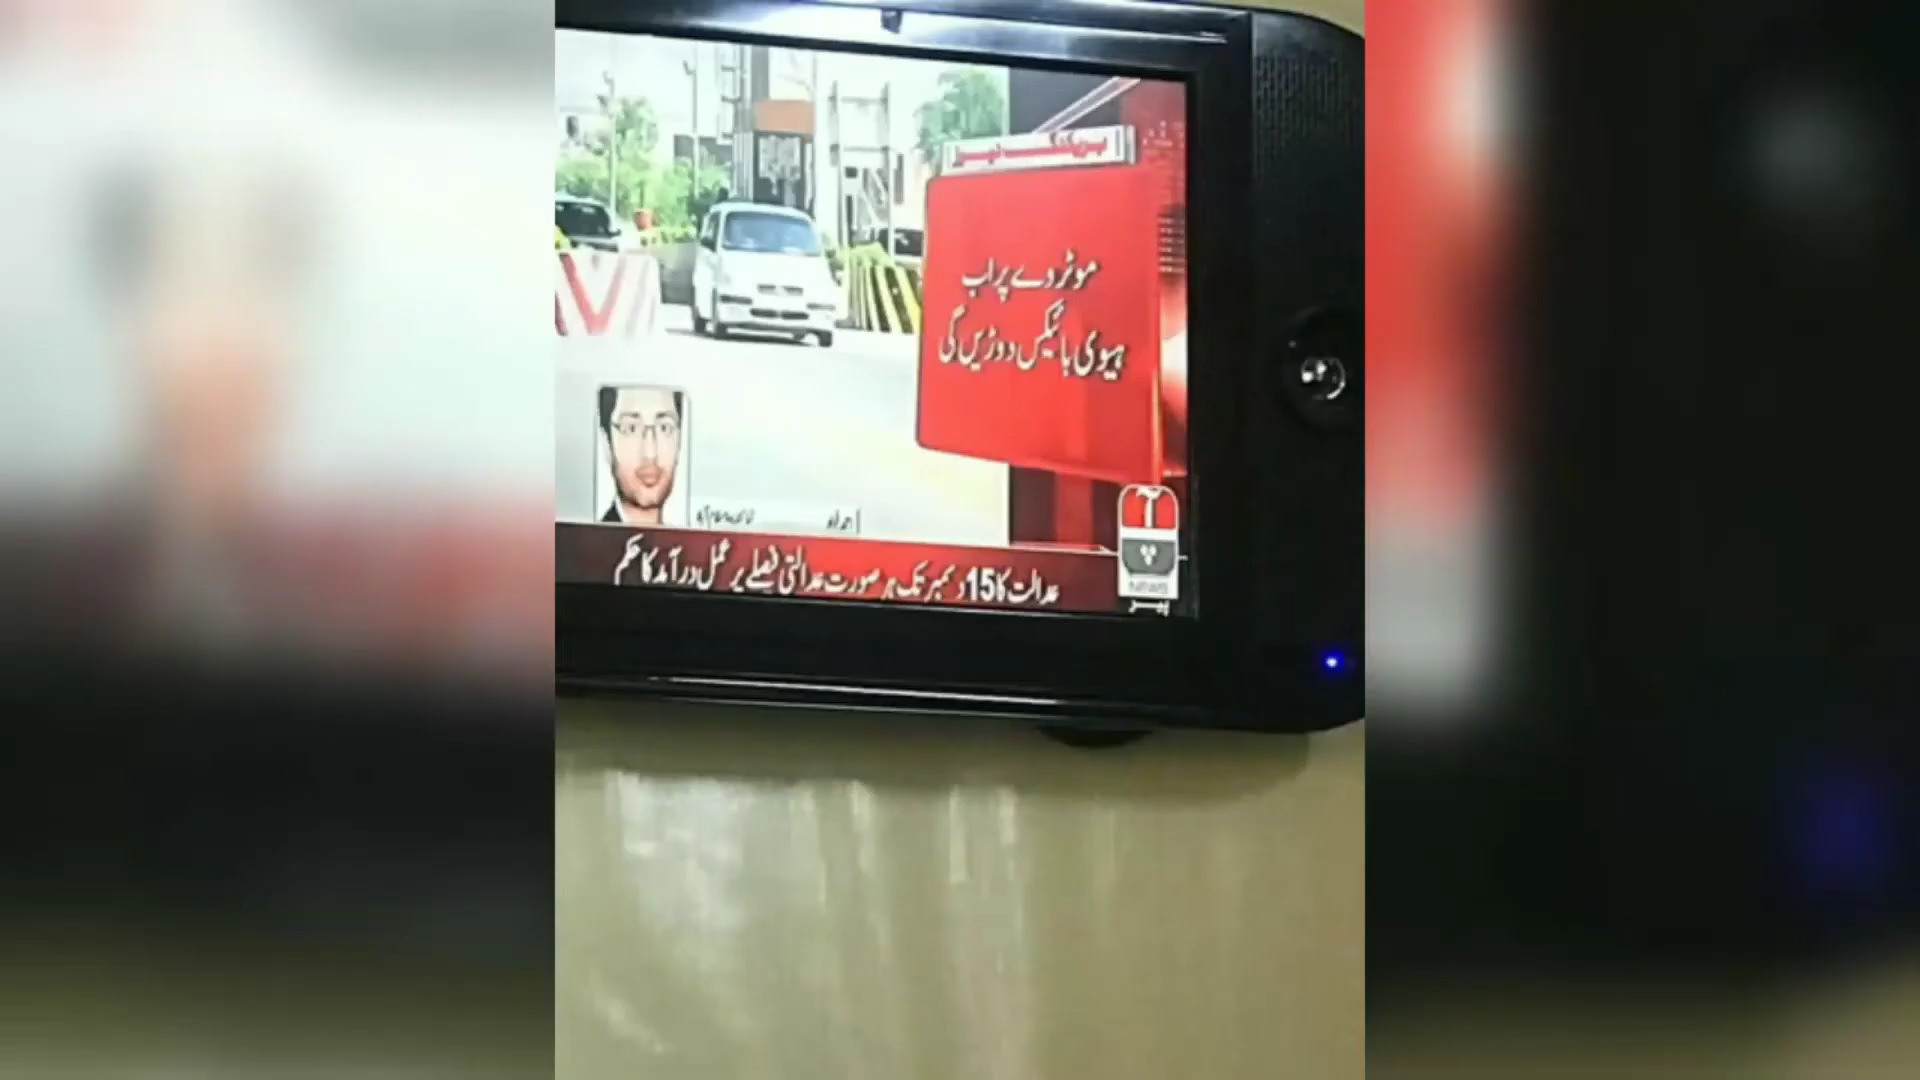 بریکنگ نیوز
موٹروے پر اب
ہیوی بائیکس دوڑیں گی
عدالت کا 15 دسمبر تک ہر صورت عدالتی فیصلے پر عمل درآمد کا حکم
NEWS